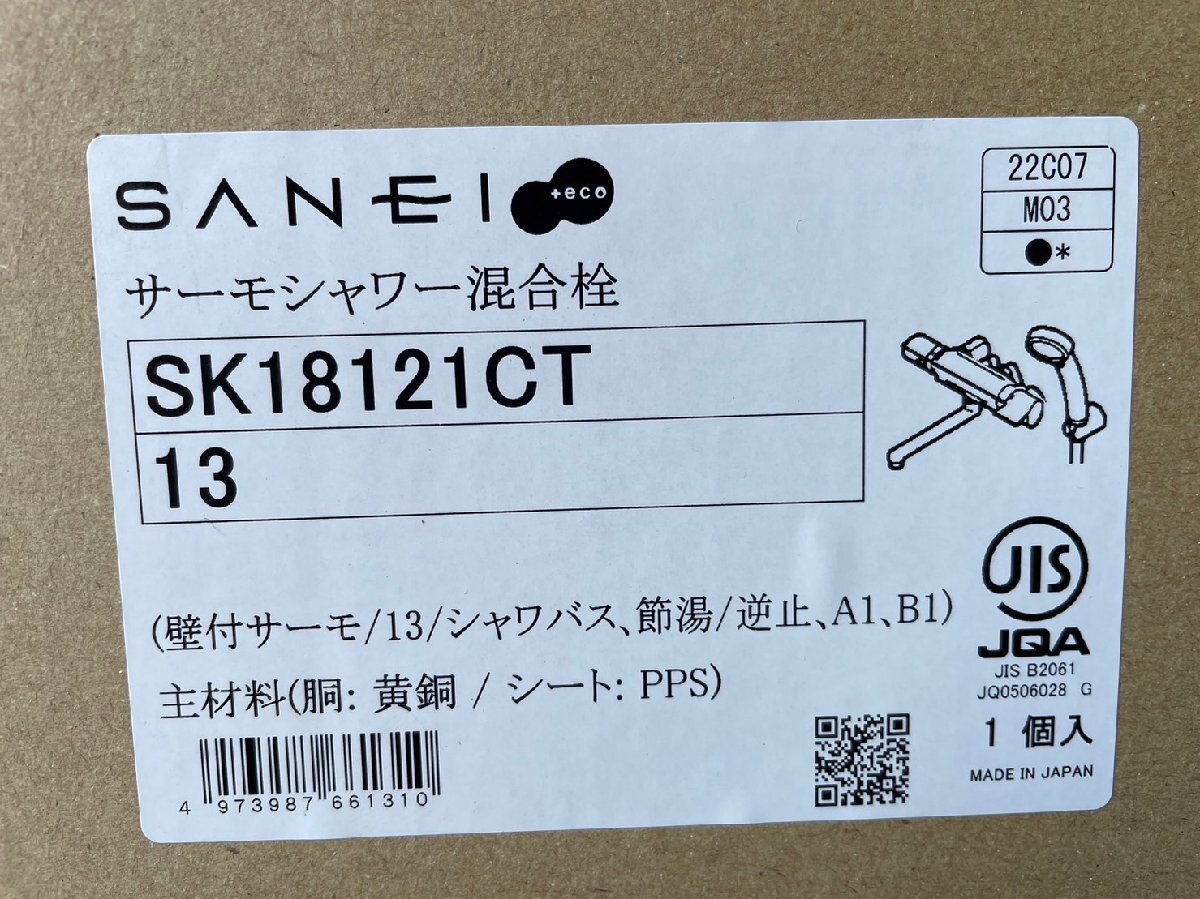 SANEI +eco
サーモシャワー混合栓
SK18121CT
13
22C07
M03
●*
(壁付サーモ/13/シャワバス、節湯/逆止、A1、B1)
主材料(胴: 黄銅 / シート: PPS)
4 973987 661310
JIS
JQA
JIS B2061
JQ0506028 G
1 個入
MADE IN JAPAN